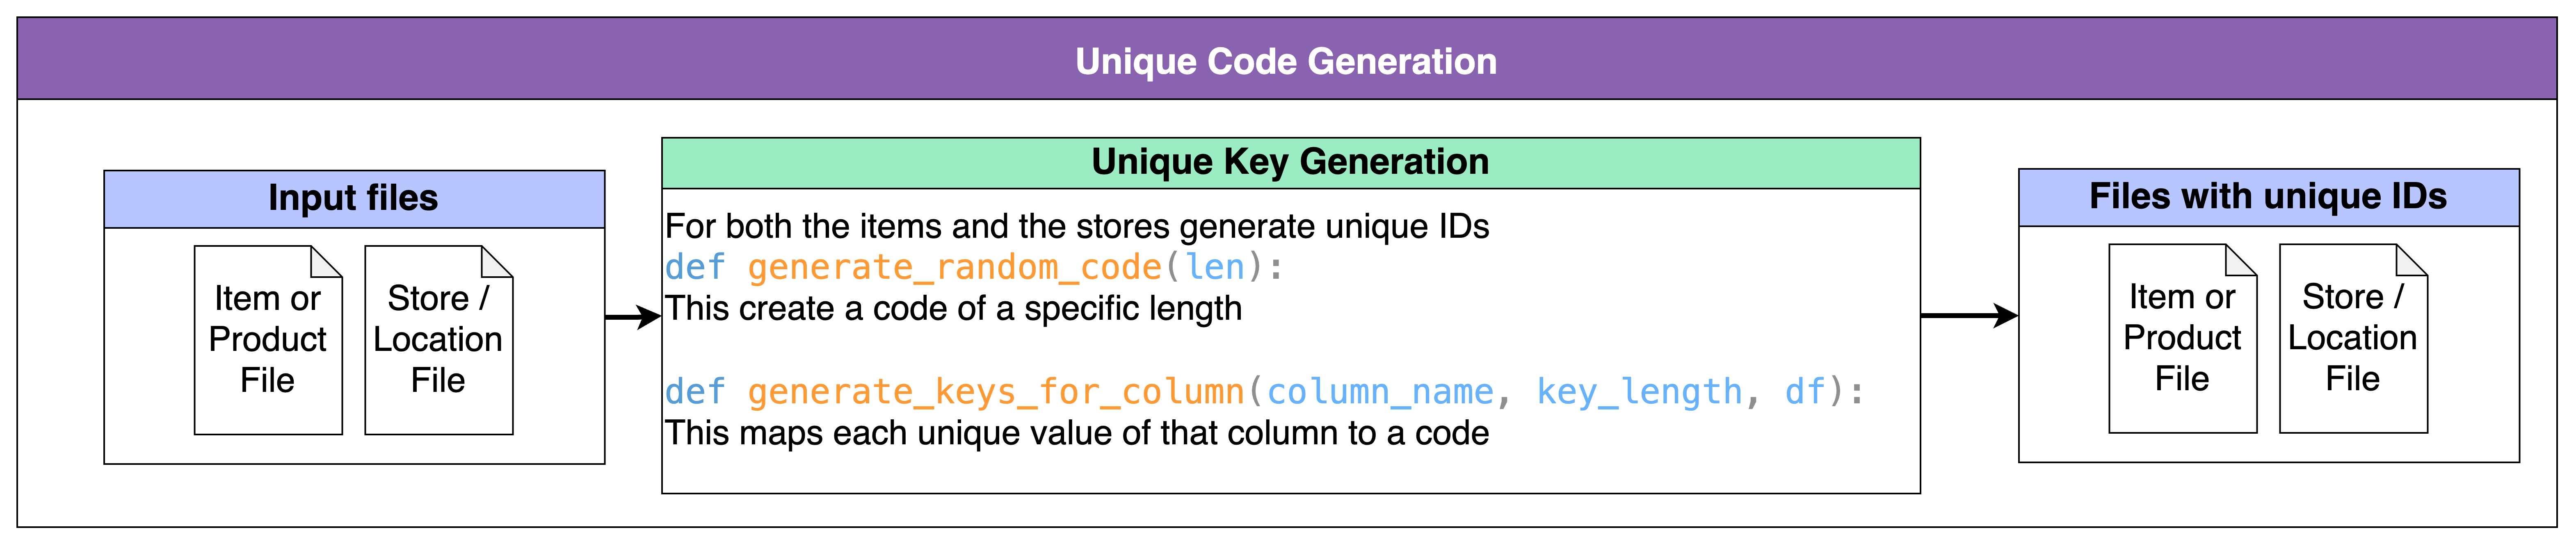 Unique Code Generation
Input files
Item or
Product
File
Store /
Location
File
Unique Key Generation
For both the items and the stores generate unique IDs
def generate_random_code(len):
This create a code of a specific length
def generate_keys_for_column(column_name, key_length, df):
This maps each unique value of that column to a code
Files with unique IDs
Item or
Product
File
Store /
Location
File